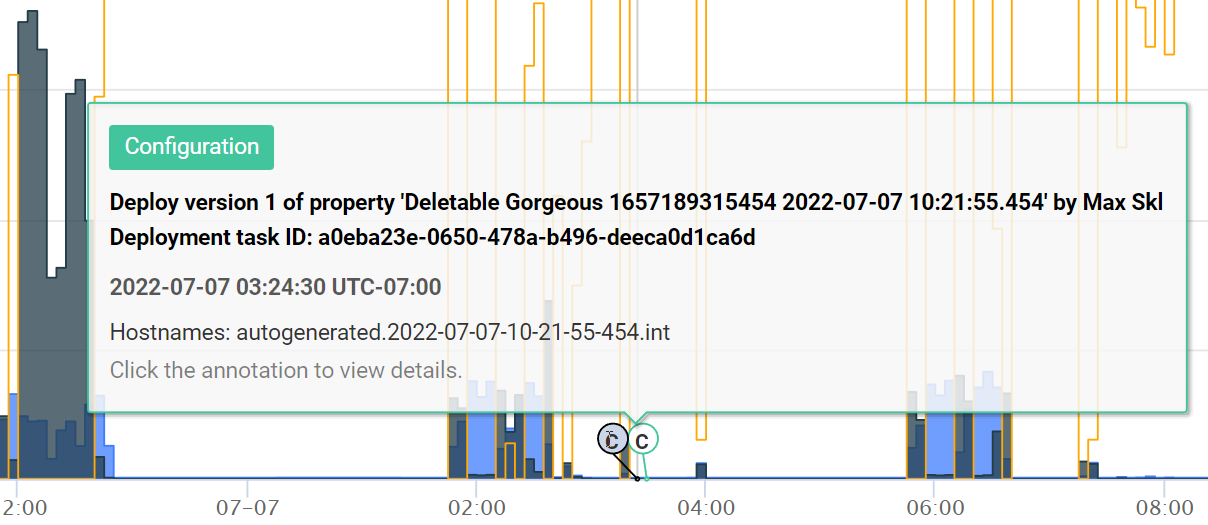 Configuration
Deploy version 1 of property 'Deletable Gorgeous 1657189315454 2022-07-07 10:21:55.454' by Max Skl
Deployment task ID: a0eba23e-0650-478a-b496-deeca0d1ca6d
2022-07-07 03:24:30 UTC-07:00
Hostnames: autogenerated.2022-07-07-10-21-55-454.int
Click the annotation to view details.
C C
2:00 07-07 02:00 04:00 06:00 08:00